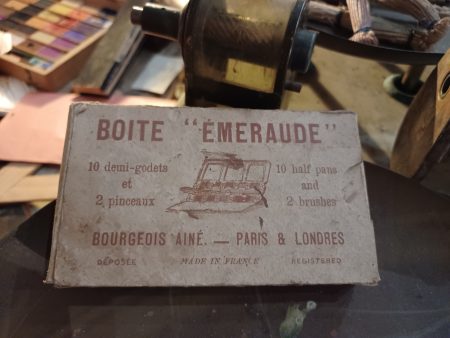 BOITE "ÉMERAUDE"
10 demi-godets
et
2 pinceaux
10 half pans
and
2 brushes
BOURGEOIS AINÉ. — PARIS & LONDRES
DÉPOSÉE MADE IN FRANCE REGISTERED